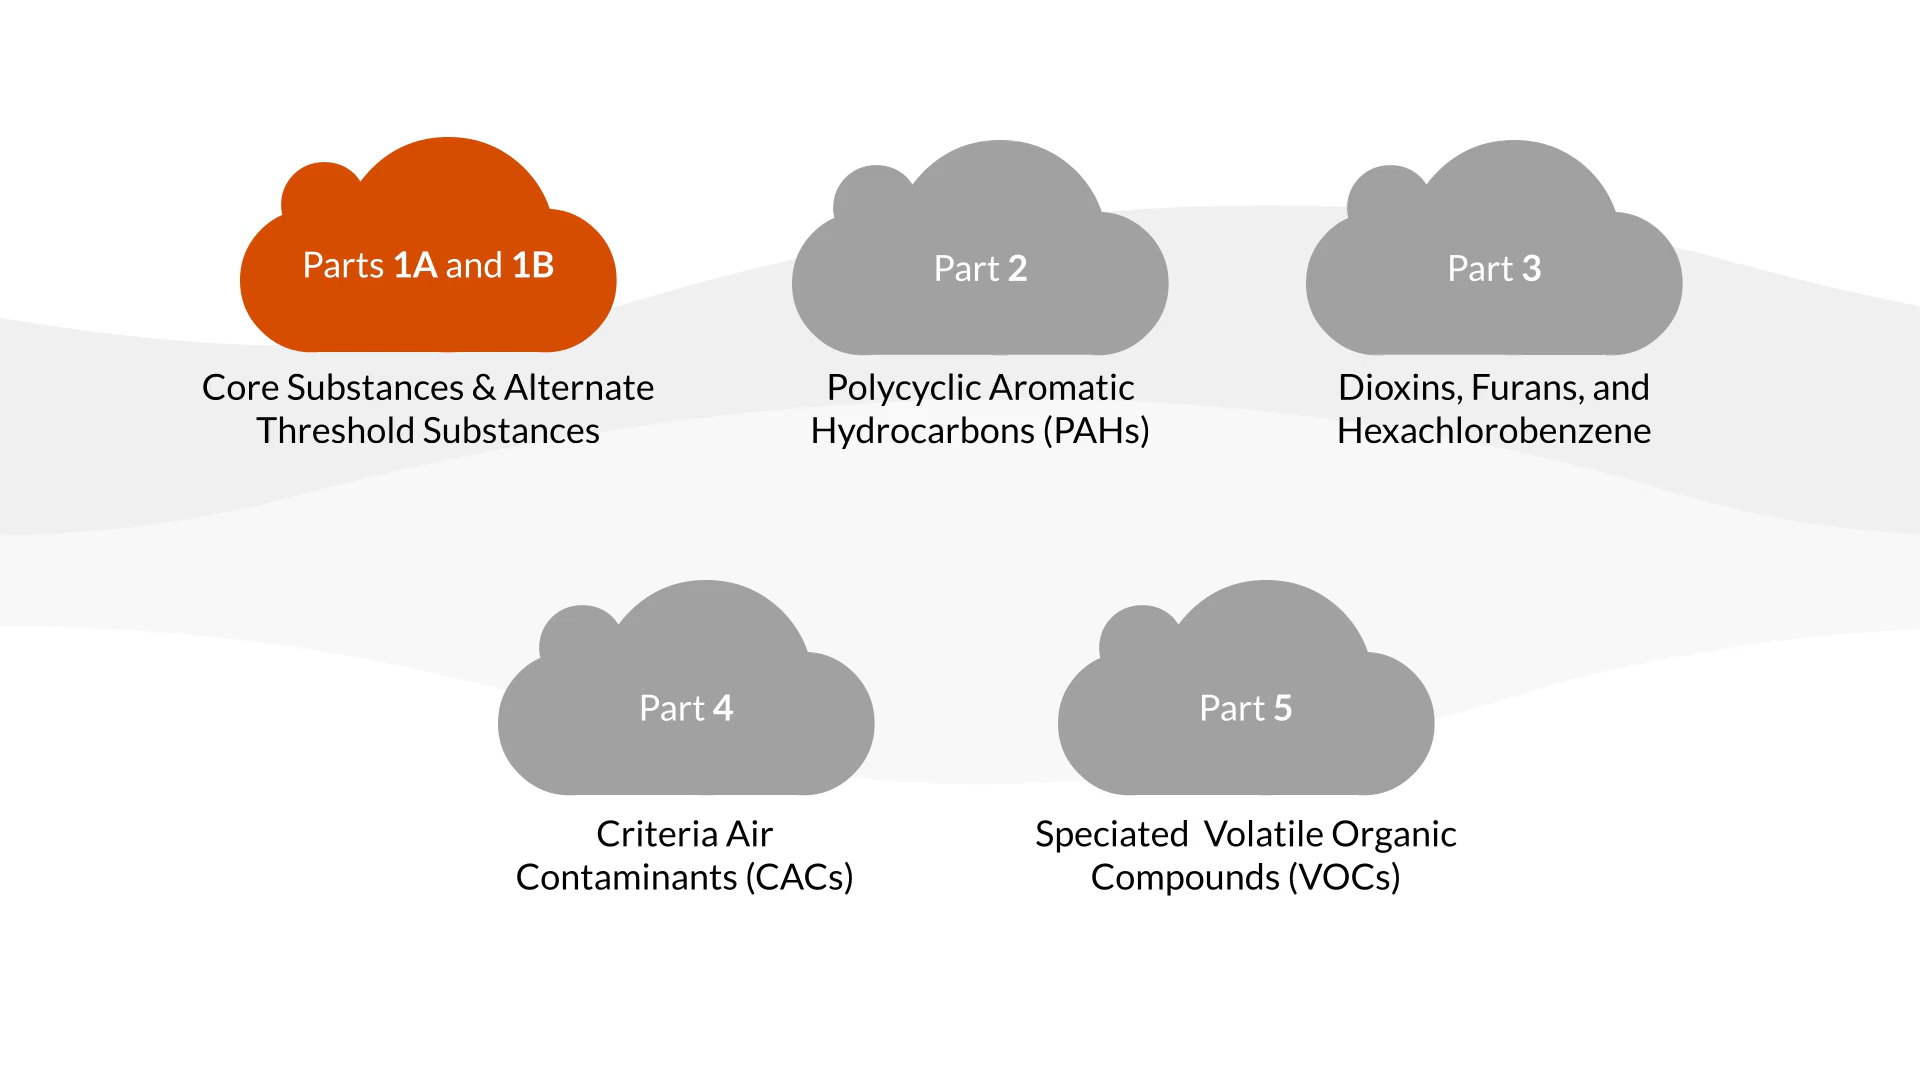 Parts 1A and 1B
Core Substances & Alternate
Threshold Substances
Part 2
Polycyclic Aromatic
Hydrocarbons (PAHs)
Part 3
Dioxins, Furans, and
Hexachlorobenzene
Part 4
Criteria Air
Contaminants (CACs)
Part 5
Speciated  Volatile Organic
Compounds (VOCs)